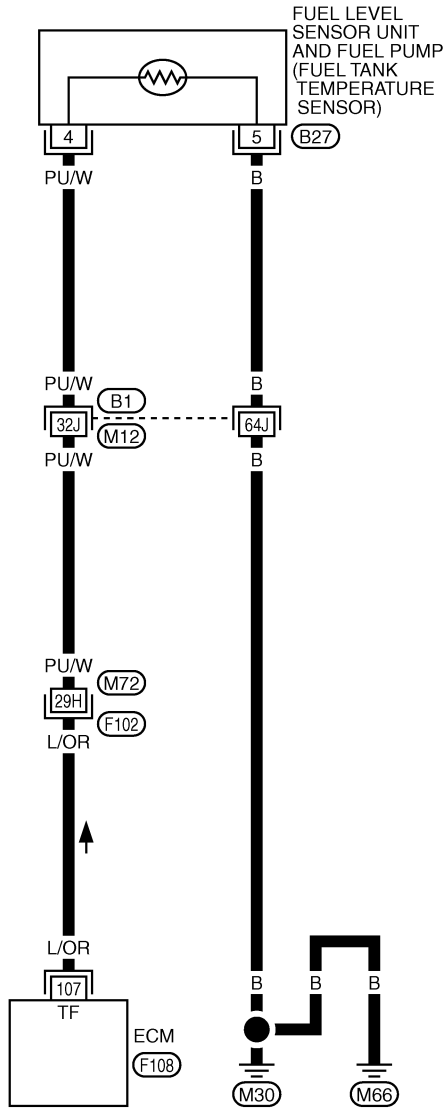 FUEL LEVEL
SENSOR UNIT
AND FUEL PUMP
(FUEL TANK
TEMPERATURE
SENSOR)
4
5
B27
PU/W
B
PU/W
B
B1
32J
64J
M12
PU/W
B
PU/W
M72
29H
F102
L/OR
L/OR
B
B
B
107
TF
ECM
F108
M30
M66